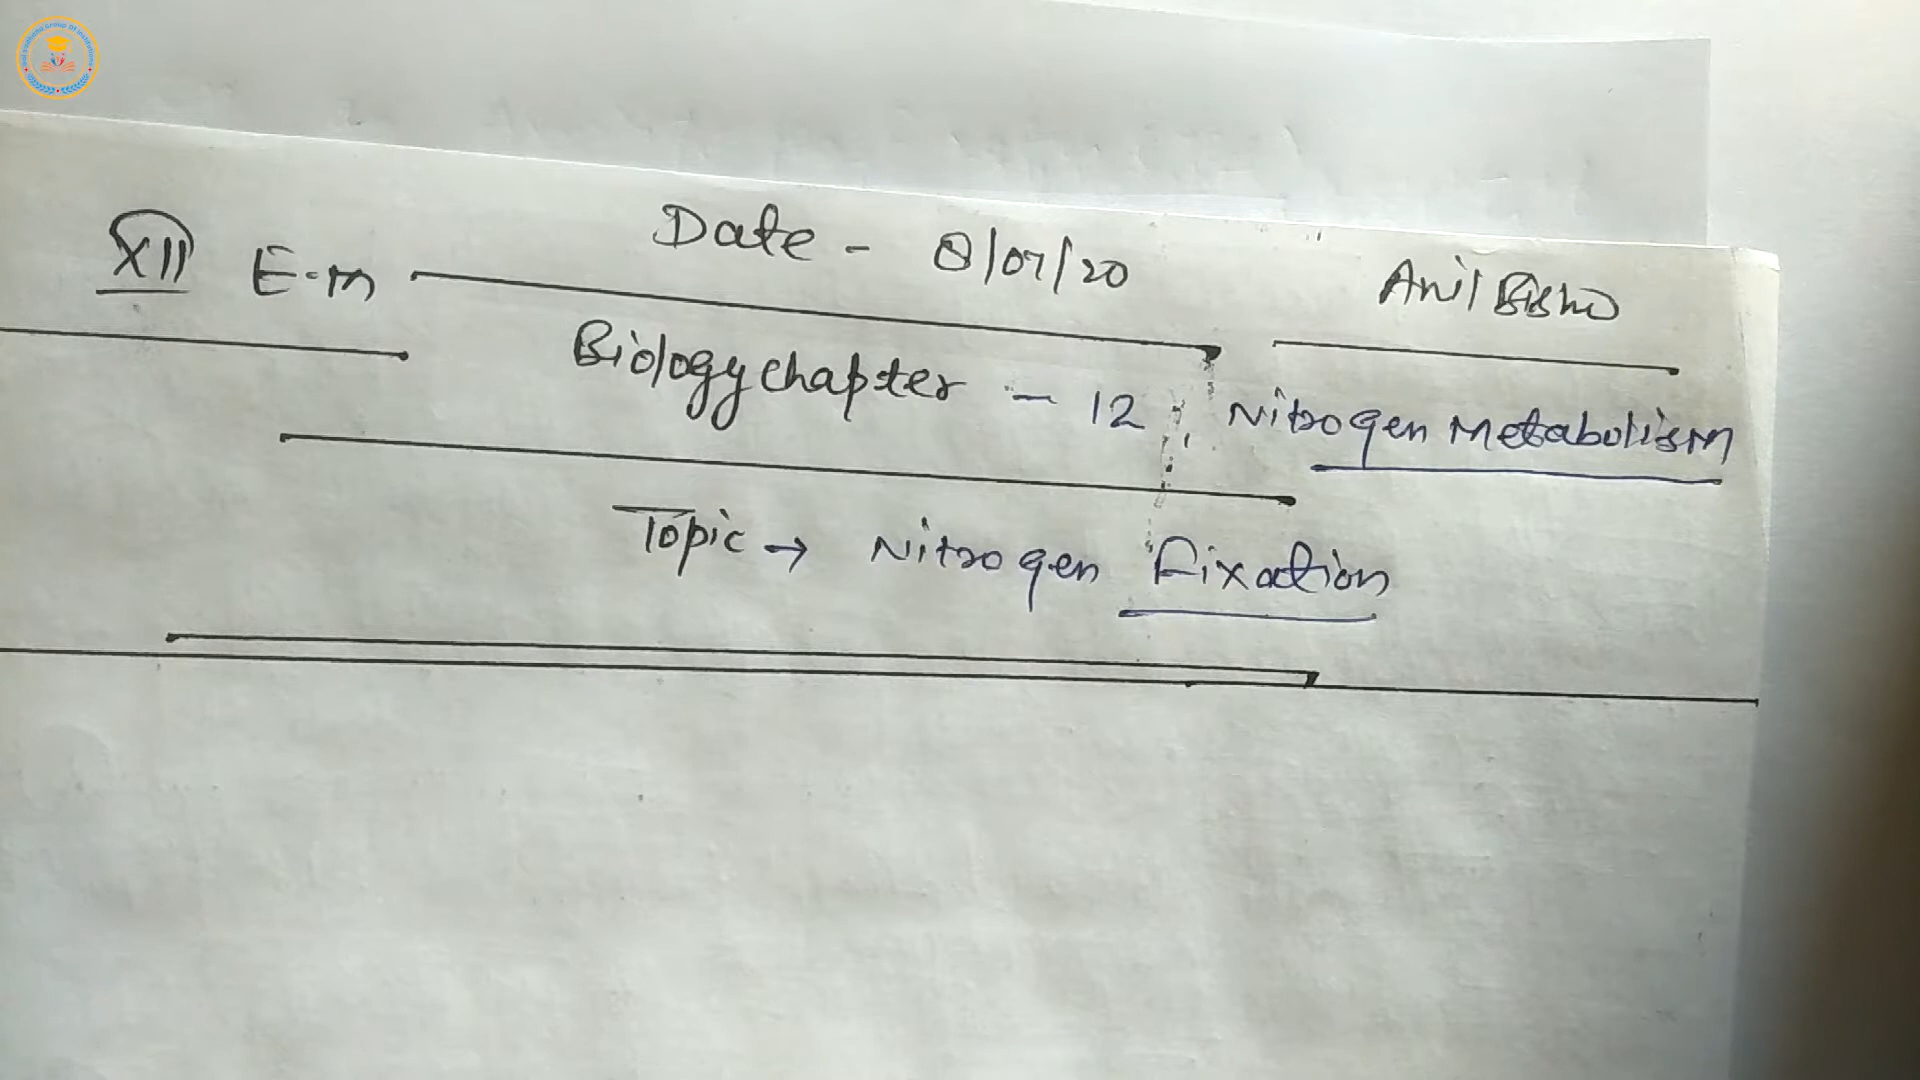 XII E-m Date - 8/07/20 Anil
Biology chapter - 12 Nitrogen Metabolism
Topic → Nitrogen Fixation